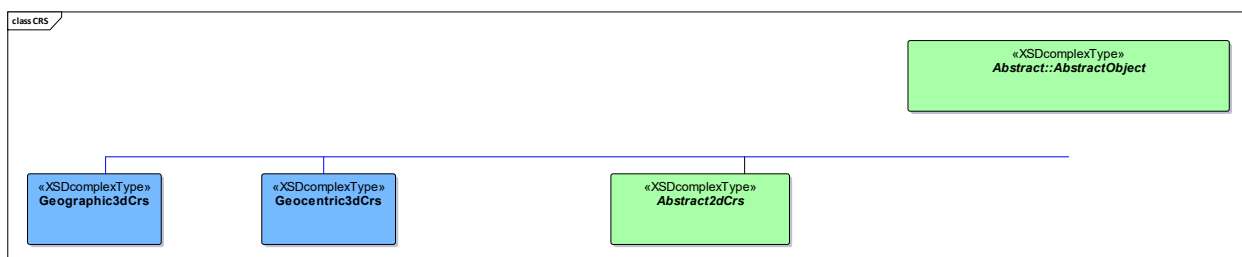 class CRS
«XSDcomplexType»
Abstract::AbstractObject
«XSDcomplexType»
Geographic3dCrs
«XSDcomplexType»
Geocentric3dCrs
«XSDcomplexType»
Abstract2dCrs